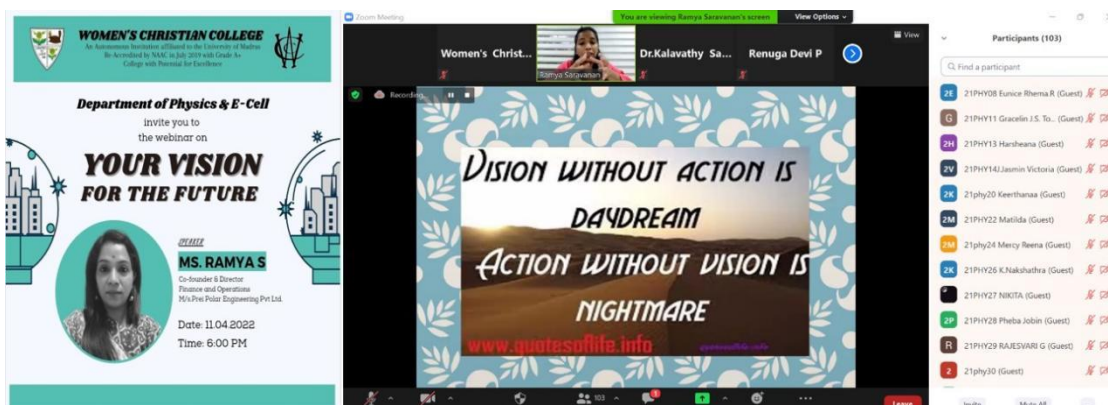 WOMEN'S CHRISTIAN COLLEGE
An Autonomous Invitation affiliated to the University of Madras
Re-Accredited by NAAC in July 2019 with Grade A+
College with Potential for Excellence
Department of Physics & E-Cell
invite you to
the webinar on
YOUR VISION
FOR THE FUTURE
SPEAKER
MS. RAMYA S
Co-founder & Director
Finance and Operations
M/s.Prei Polar Engineering Pvt Ltd.
Date: 11.04.2022
Time: 6:00 PM
Zoom Meeting
You are viewing Ramya Saravanan's screen
View Options
View
Women's Christ...
Ramya Saravanan
Dr.Kalavathy Sa...
Renuga Devi P
Recording...
VISION WITHOUT ACTION IS
DAYDREAM
ACTION WITHOUT VISION IS
NIGHTMARE
www.quotesoflife.info
103
1
Leave
Participants (103)
Find a participant
2E 21PHY08 Eunice Rhema.R (Guest)
G 21PHY11 Gracelin J.S. To... (Guest)
2H 21PHY13 Harsheana (Guest)
2V 21PHY14J.Jasmin Victoria (Guest)
2K 21phy20 Keerthanaa (Guest)
2M 21PHY22 Matilda (Guest)
2M 21phy24 Mercy Reena (Guest)
2K 21PHY26 K.Nakshathra (Guest)
21PHY27 NIKITA (Guest)
2P 21PHY28 Pheba Jobin (Guest)
R 21PHY29 RAJESVARI G (Guest)
2 21phy30 (Guest)
Invite
Mute All